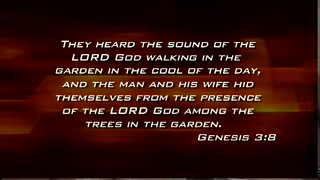 THEY HEARD THE SOUND OF THE
LORD GOD WALKING IN THE
GARDEN IN THE COOL OF THE DAY,
AND THE MAN AND HIS WIFE HID
THEMSELVES FROM THE PRESENCE
OF THE LORD GOD AMONG THE
TREES IN THE GARDEN.
GENESIS 3:8